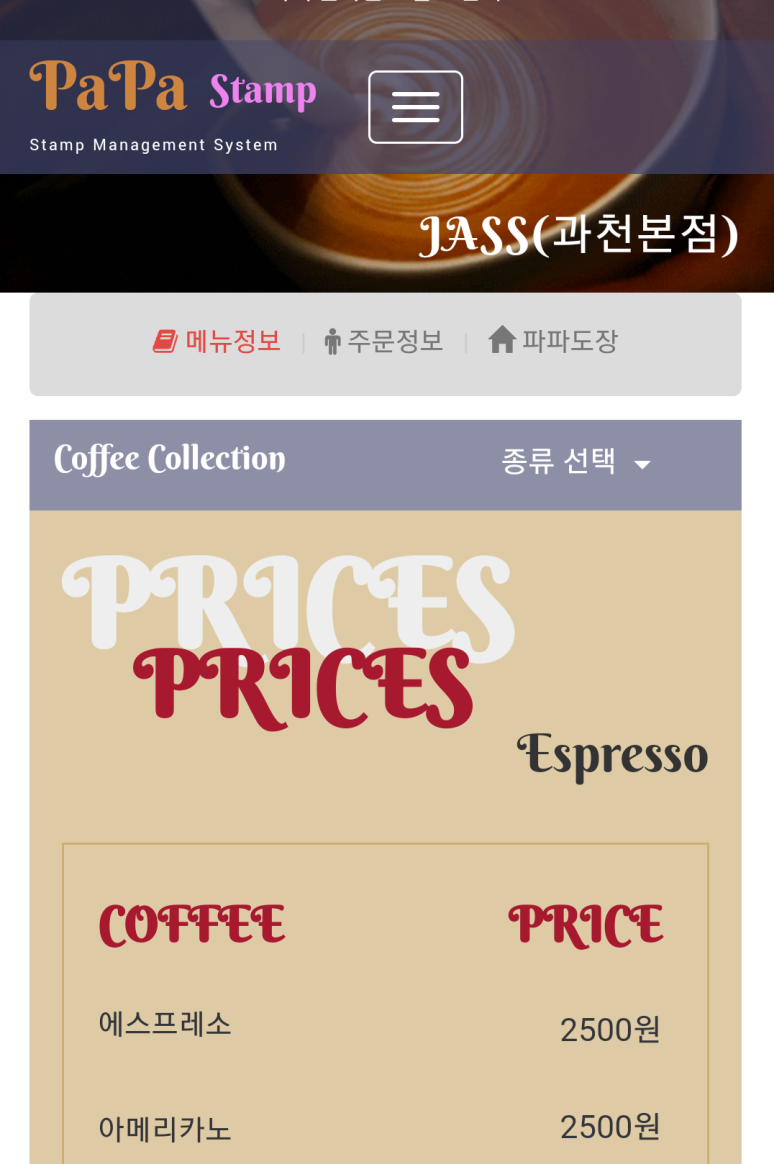 PaPa Stamp
Stamp Management System
JASS(과천본점)
메뉴정보 | 주문정보 | 파파도장
Coffee Collection 종류 선택
PRICES
PRICES
Espresso
COFFEE PRICE
에스프레소 2500원
아메리카노 2500원